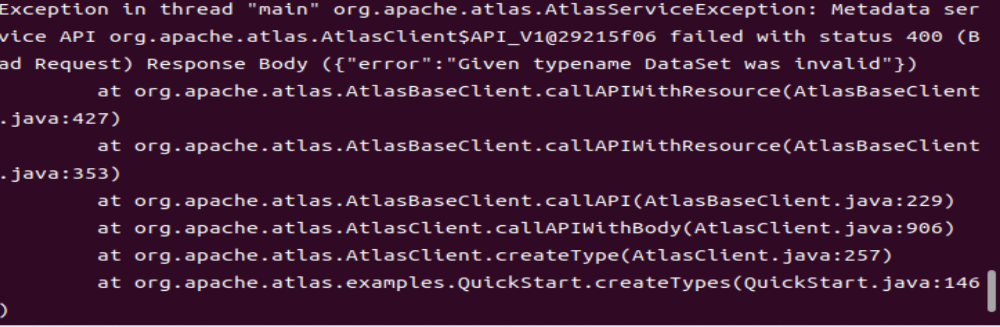 Exception in thread "main" org.apache.atlas.AtlasServiceException: Metadata ser
vice API org.apache.atlas.AtlasClient$API_V1@29215f06 failed with status 400 (B
ad Request) Response Body ({"error":"Given typename DataSet was invalid"})
at org.apache.atlas.AtlasBaseClient.callAPIWithResource(AtlasBaseClient
.java:427)
at org.apache.atlas.AtlasBaseClient.callAPIWithResource(AtlasBaseClient
.java:353)
at org.apache.atlas.AtlasBaseClient.callAPI(AtlasBaseClient.java:229)
at org.apache.atlas.AtlasClient.callAPIWithBody(AtlasClient.java:906)
at org.apache.atlas.AtlasClient.createType(AtlasClient.java:257)
at org.apache.atlas.examples.QuickStart.createTypes(QuickStart.java:146
)